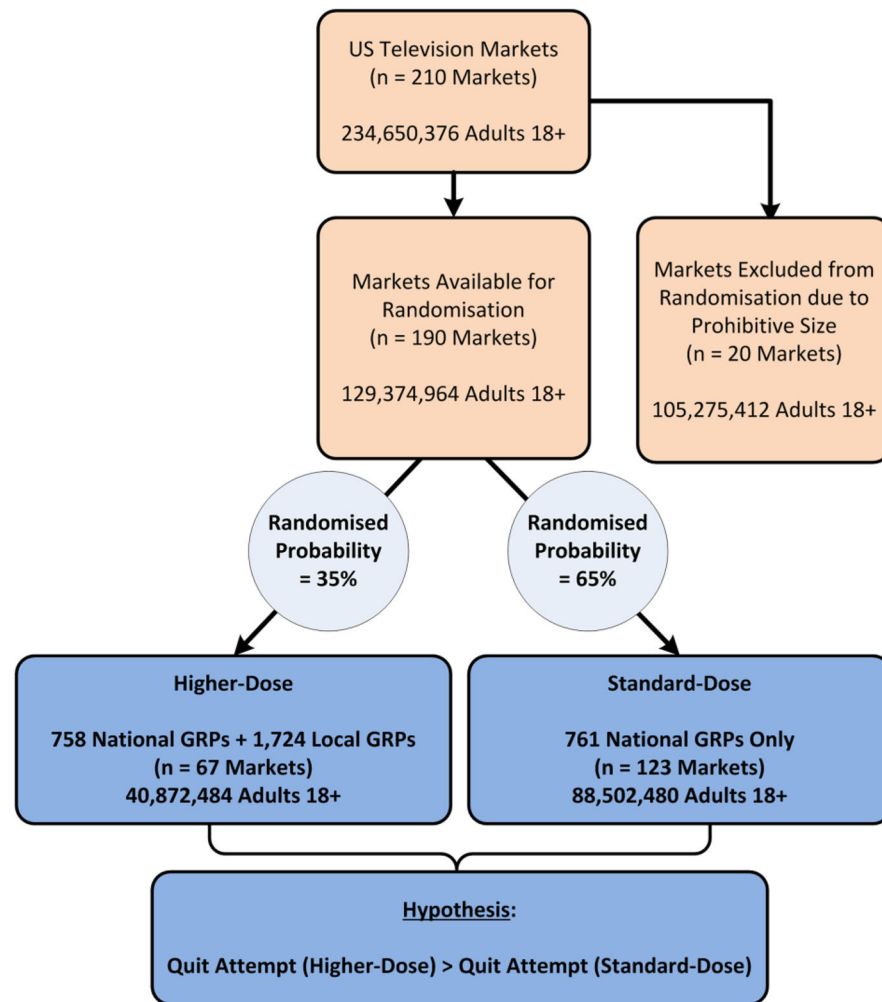 US Television Markets
(n = 210 Markets)
234,650,376 Adults 18+
Markets Available for
Randomisation
(n = 190 Markets)
129,374,964 Adults 18+
Markets Excluded from
Randomisation due to
Prohibitive Size
(n = 20 Markets)
105,275,412 Adults 18+
Randomised
Probability
= 35%
Randomised
Probability
= 65%
Higher-Dose
758 National GRPs + 1,724 Local GRPs
(n = 67 Markets)
40,872,484 Adults 18+
Standard-Dose
761 National GRPs Only
(n = 123 Markets)
88,502,480 Adults 18+
Hypothesis:
Quit Attempt (Higher-Dose) > Quit Attempt (Standard-Dose)